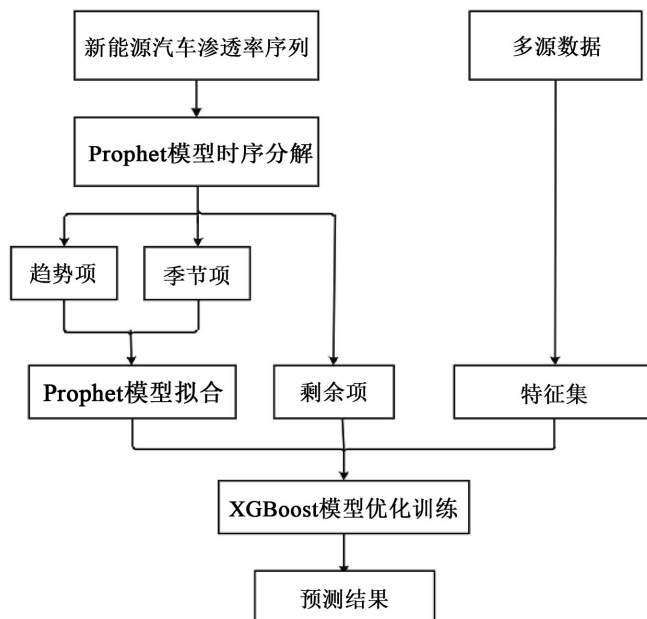 新能源汽车渗透率序列
多源数据
Prophet模型时序分解
趋势项
季节项
Prophet模型拟合
剩余项
特征集
XGBoost模型优化训练
预测结果